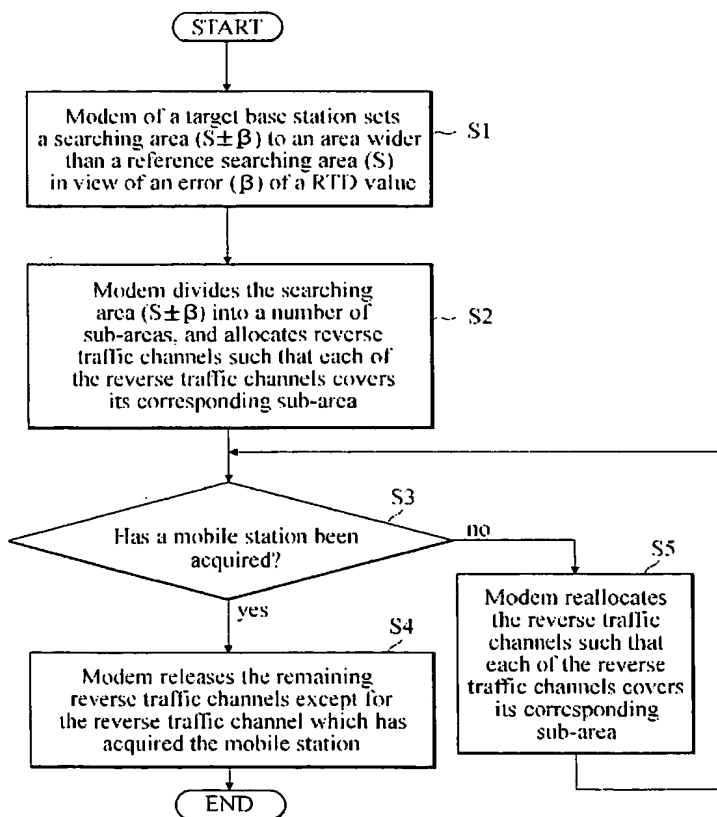 START
Modem of a target base station sets
a searching area (S±β) to an area wider
than a reference searching area (S)
in view of an error (β) of a RTD value
S1
Modem divides the searching
area (S±β) into a number of
sub-areas, and allocates reverse
traffic channels such that each of
the reverse traffic channels covers
its corresponding sub-area
S2
S3
Has a mobile station been
acquired?
no
yes
S5
Modem reallocates
the reverse traffic
channels such that
each of the reverse
traffic channels covers
its corresponding
sub-area
S4
Modem releases the remaining
reverse traffic channels except for
the reverse traffic channel which has
acquired the mobile station
END